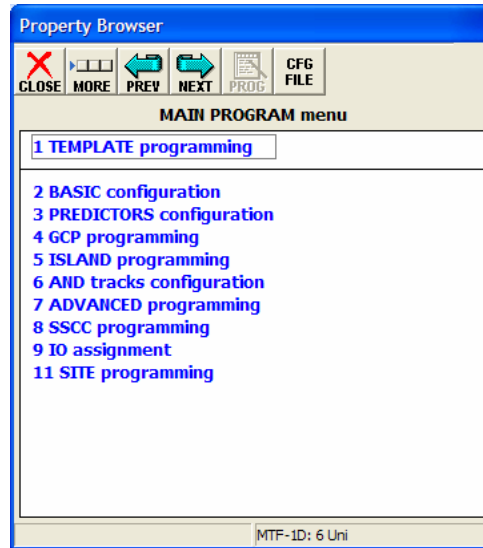 Property Browser
CLOSE MORE PREV NEXT PROG CFG FILE
MAIN PROGRAM menu
1 TEMPLATE programming
2 BASIC configuration
3 PREDICTORS configuration
4 GCP programming
5 ISLAND programming
6 AND tracks configuration
7 ADVANCED programming
8 SSCC programming
9 IO assignment
11 SITE programming
MTF-1D: 6 Uni